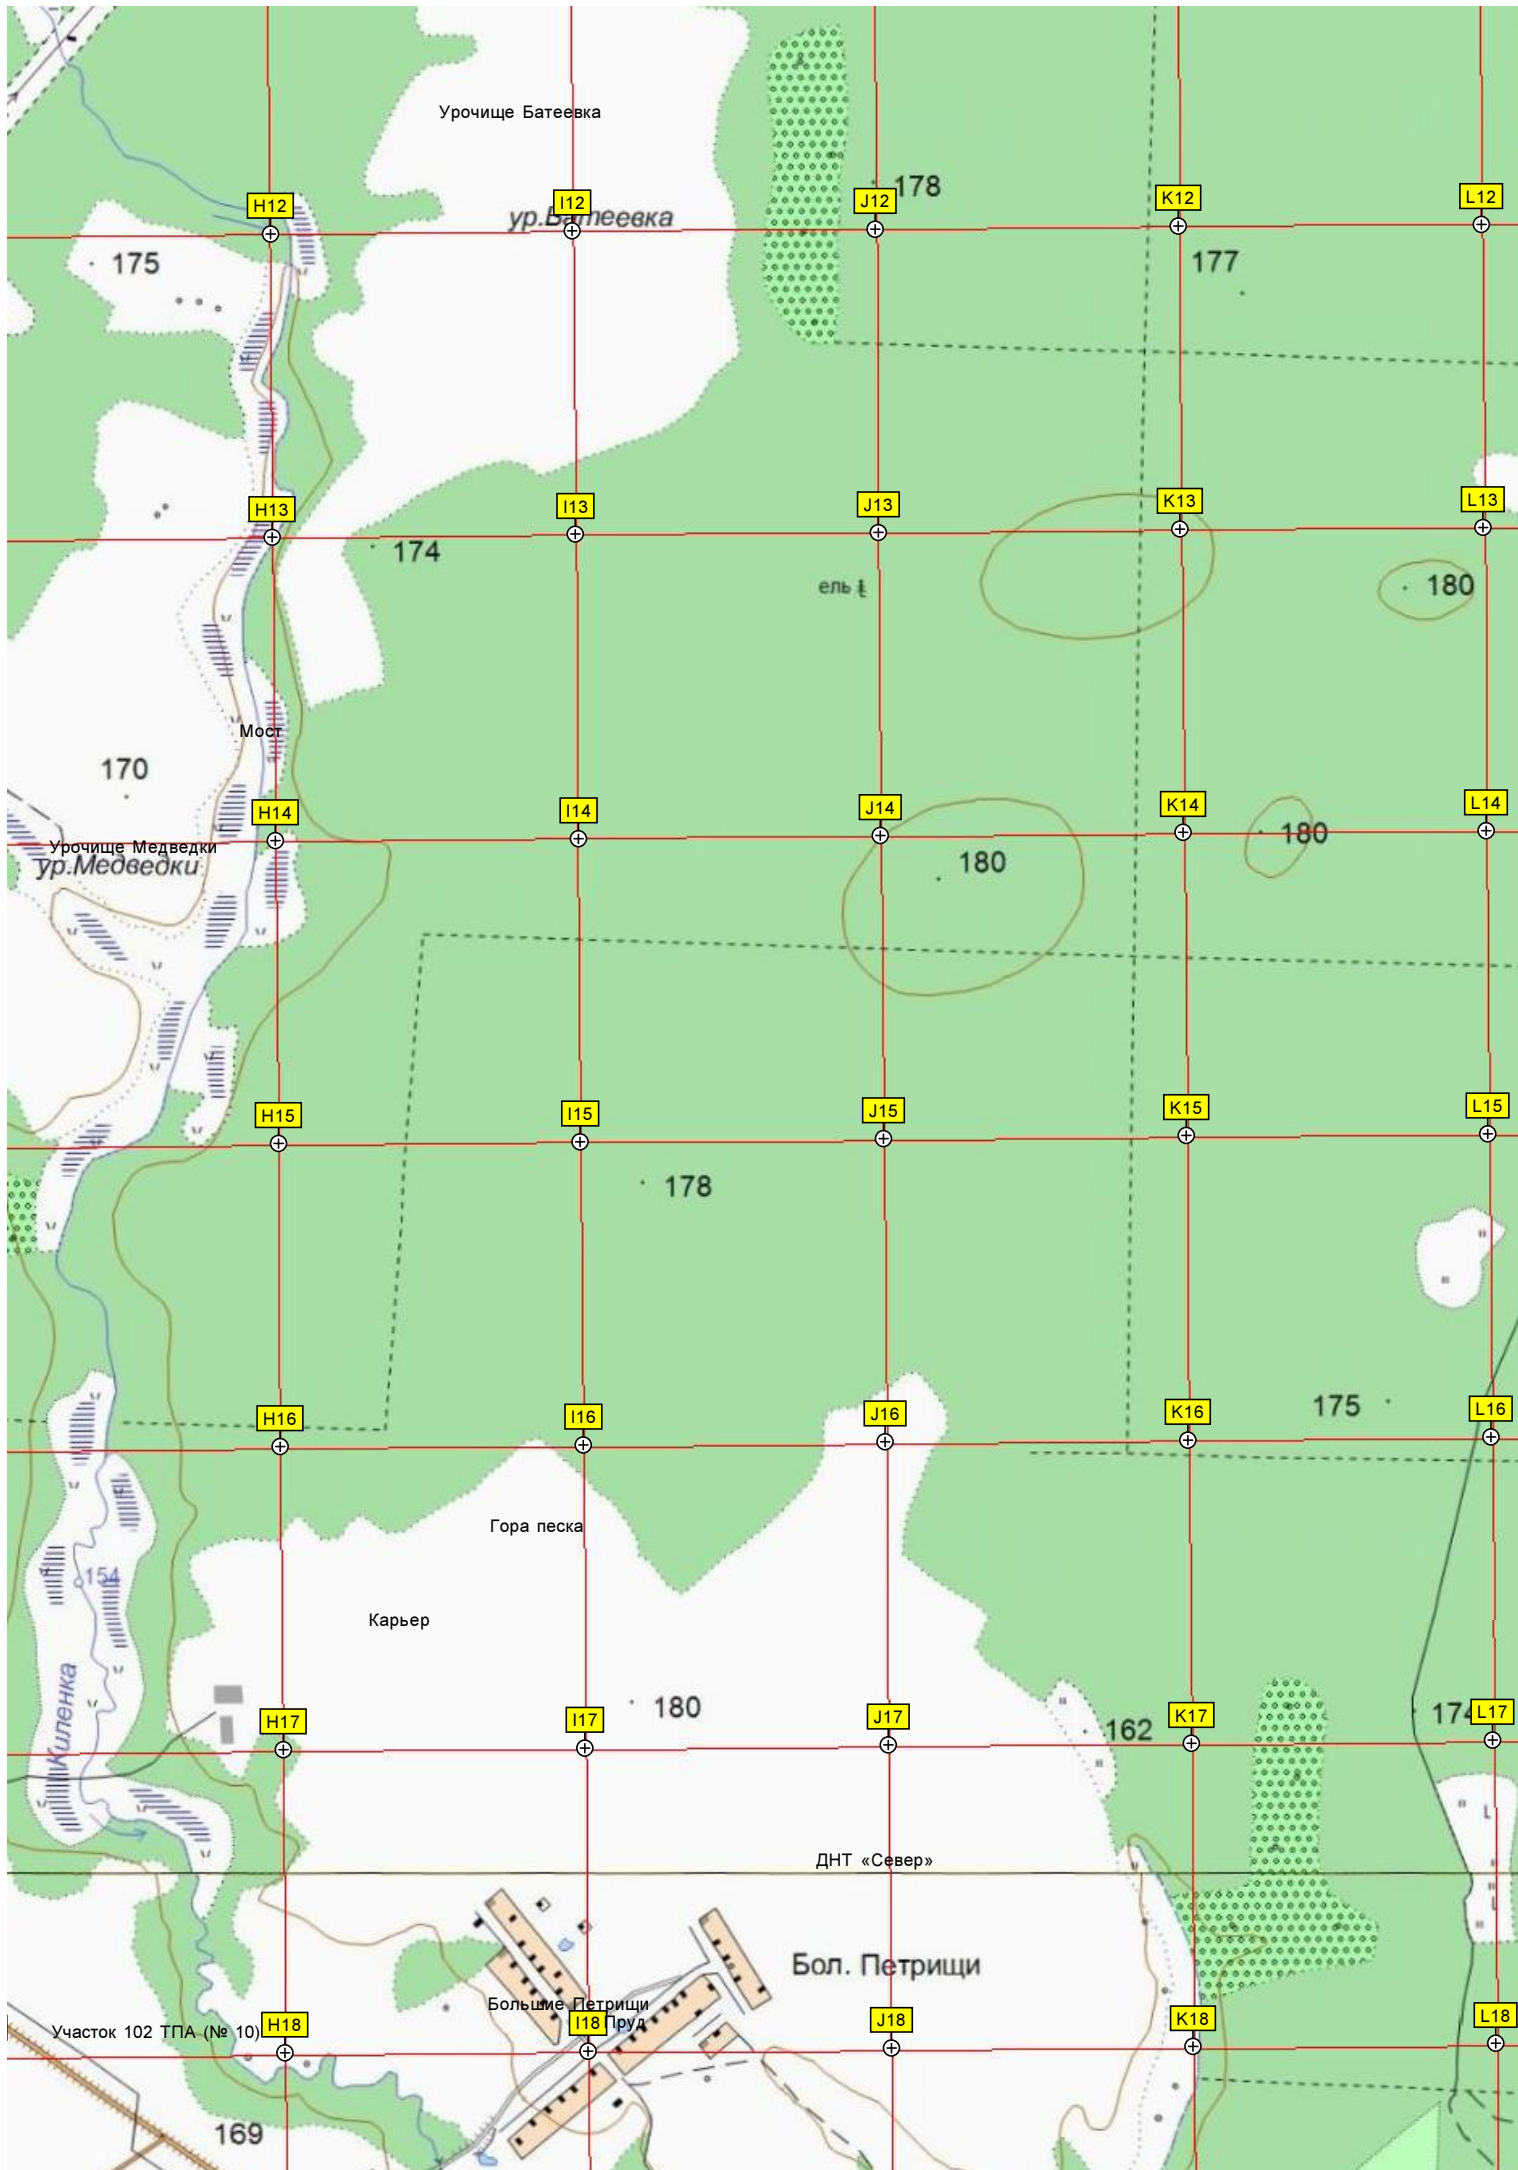 Урочище Батеевка
178
H12
I12
J12
K12
L12
ур.Батеевка
175
177
H13
I13
J13
K13
L13
174
ель
180
Мост
170
H14
I14
J14
K14
L14
180
Урочище Медведки
ур.Медведки
180
H15
I15
J15
K15
L15
178
175
H16
I16
J16
K16
L16
Гора песка
154
Карьер
Киленка
180
H17
I17
J17
K17
174
L17
162
ДНТ «Север»
Бол. Петрищи
Большие Петрищи
Участок 102 ТПА (№ 10)
H18
I18
Пруд
J18
K18
L18
169